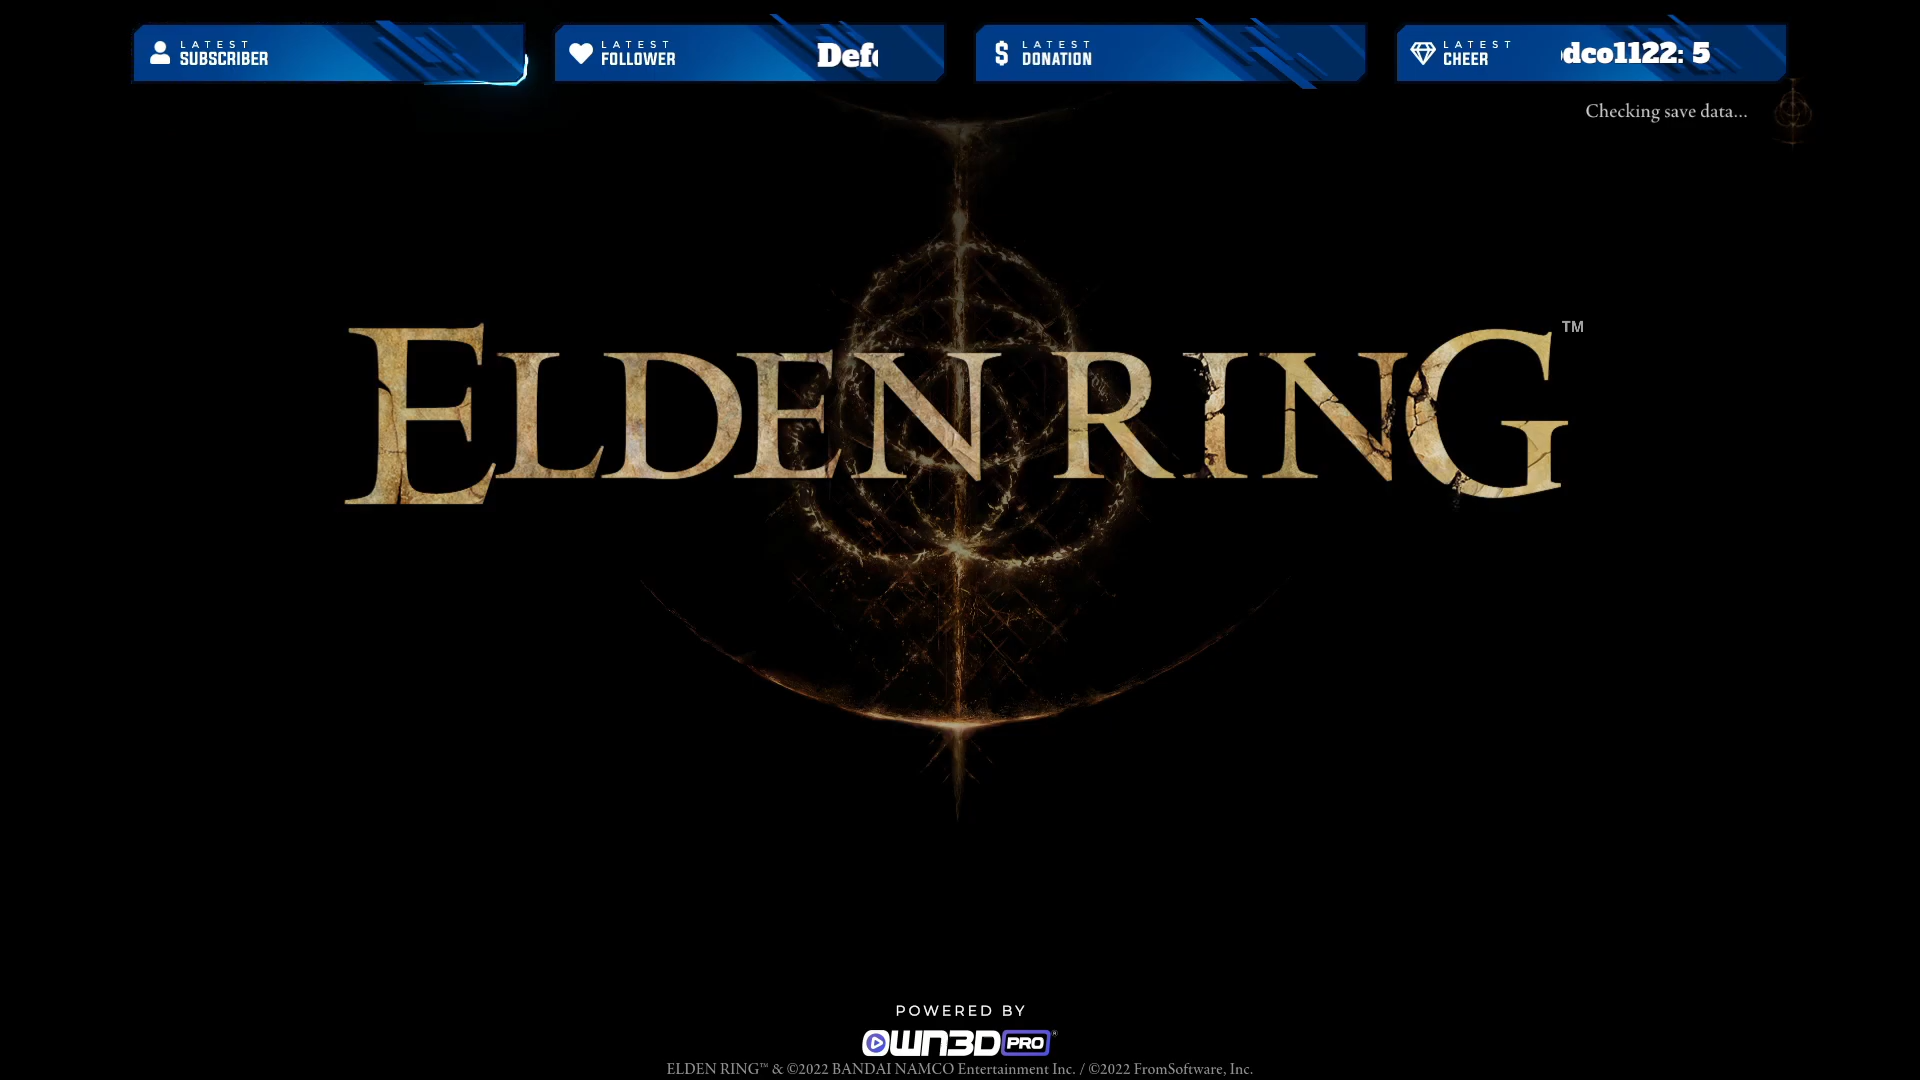 LATEST
SUBSCRIBER
LATEST
FOLLOWER
LATEST
DONATION
LATEST
CHEER
dco1122: 5
Checking save data...
ELDEN RING™
POWERED BY
OWN3D PRO
ELDEN RING™ & ©2022 BANDAI NAMCO Entertainment Inc. / ©2022 FromSoftware, Inc.